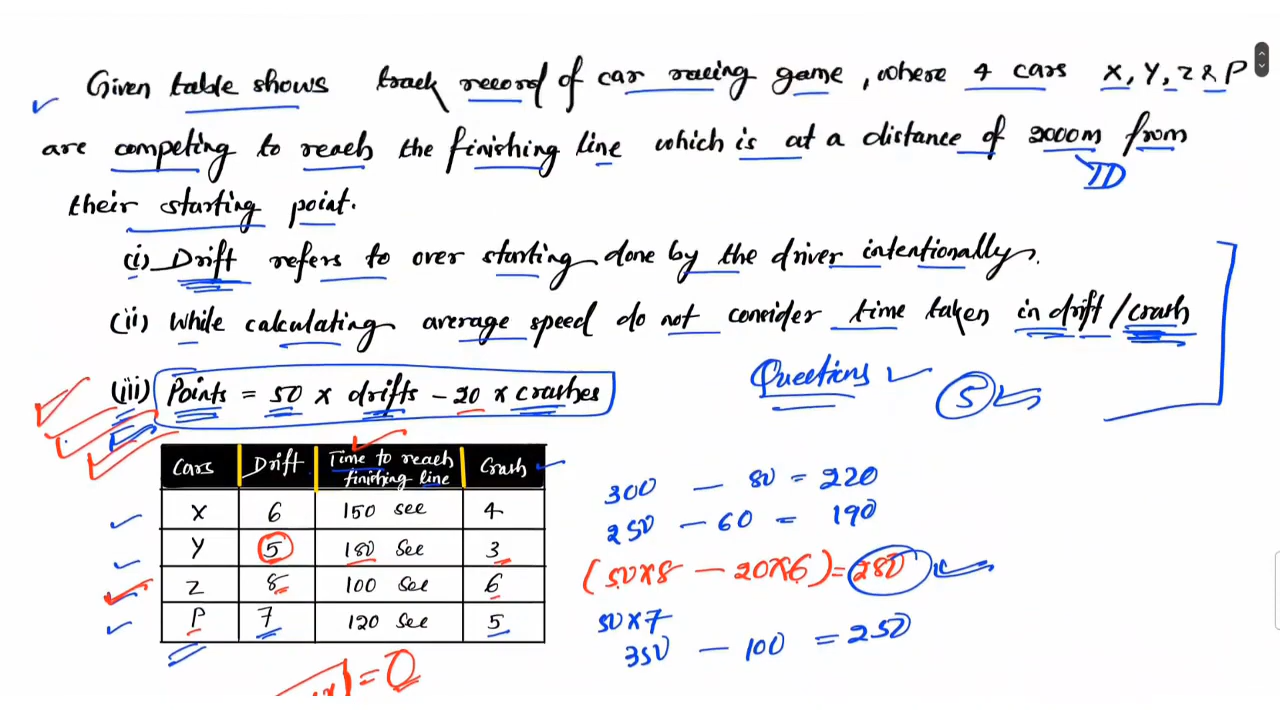 Given table shows track record of car racing game, where 4 cars X, Y, Z & P
are competing to reach the finishing line which is at a distance of 2000m from
TD
their starting point.
(i) Drift refers to over starting done by the driver intentionally.
(ii) While calculating average speed do not consider time taken in drift/crash
(iii) Points = 50 × drifts - 20 × crashes
Questions
5
Cars Drift Time to reach finishing line Crash
X 6 150 sec 4
Y 5 180 Sec 3
Z 8 100 Sec 6
P 7 120 Sec 5
300 - 80 = 220
250 - 60 = 190
(50×8 - 20×6) = 280
50×7
350 - 100 = 250
= 0